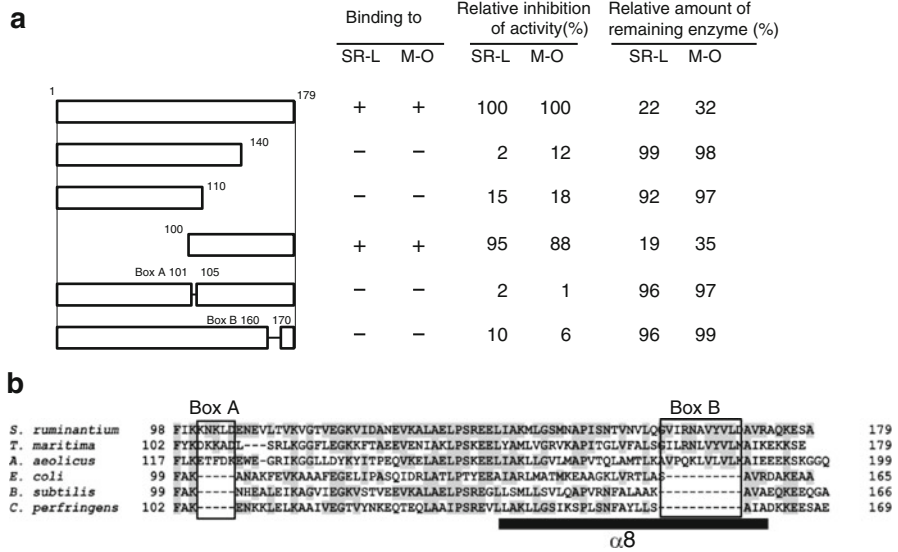 a
Binding to
Relative inhibition of activity(%)
Relative amount of remaining enzyme (%)
SR-L M-O SR-L M-O SR-L M-O
1 179 + + 100 100 22 32
140 − − 2 12 99 98
110 − − 15 18 92 97
100 + + 95 88 19 35
Box A 101 105 − − 2 1 96 97
Box B 160 170 − − 10 6 96 99
b
Box A Box B
S. ruminantium 98 FIKKNKLDENEVLTVKVGTVEGKVIDANEVKALAELPSREELIAKMLGSMNAPISNTVNVLQGVIRNAVYVLDAVRAQKESA 179
T. maritima 102 FYKDKKADL---SRLKGGFLEGKKFTAEEVENIAKLPSKEELYAMLVGRVKAPITGLVFALSGILRNLVYVLNAIKEKKSE 179
A. aeolicus 117 FLKETFDKEWE-GRIKGGLLDYKYITPEQVKELAELPSKEELIAKLLGVLMAPVTQLAMTLKAVPQKLVLVLKAIEEEKSKGGQ 199
E. coli 99 FAK----ANAKFEVKAAAFEGELIPASQIDRLATLPTYEEAIARLMATMKEAAGKLVRTLAS-----------AVRDAKEAA 165
B. subtilis 99 FAK----NHEALEIKAGVIEGKVSTVEEVKALAELPSREGLLSMLLSVLQAPVRNFALAAK-----------AVAEQKEEQGA 166
C. perfringens 102 FAK----ENKKLELKAAIVEGTVYNKEQTEQLAAIPSREVLLAKLLGSIKSPLSNFAYLLS-----------AIADKKEESAE 169
α8